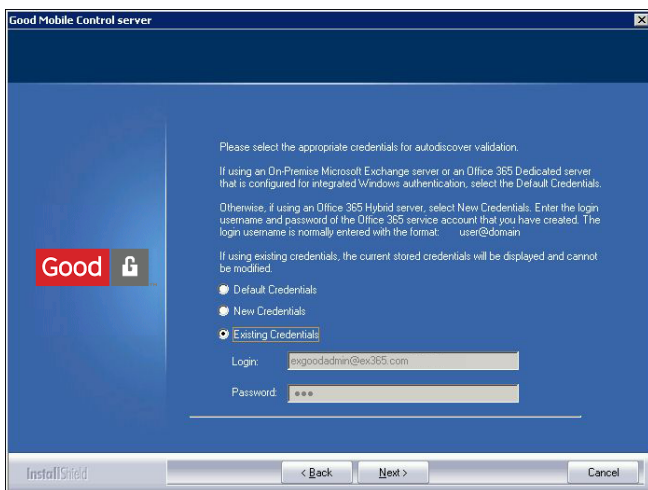 Good Mobile Control server
Please select the appropriate credentials for autodiscover validation.
If using an On-Premise Microsoft Exchange server or an Office 365 Dedicated server
that is configured for integrated Windows authentication, select the Default Credentials.
Otherwise, if using an Office 365 Hybrid server, select New Credentials. Enter the login
username and password of the Office 365 service account that you have created. The
login username is normally entered with the format: user@domain
If using existing credentials, the current stored credentials will be displayed and cannot
be modified.
Good
Default Credentials
New Credentials
Existing Credentials
Login: exgoodadmin@ex365.com
Password: ●●●
InstallShield
< Back Next > Cancel